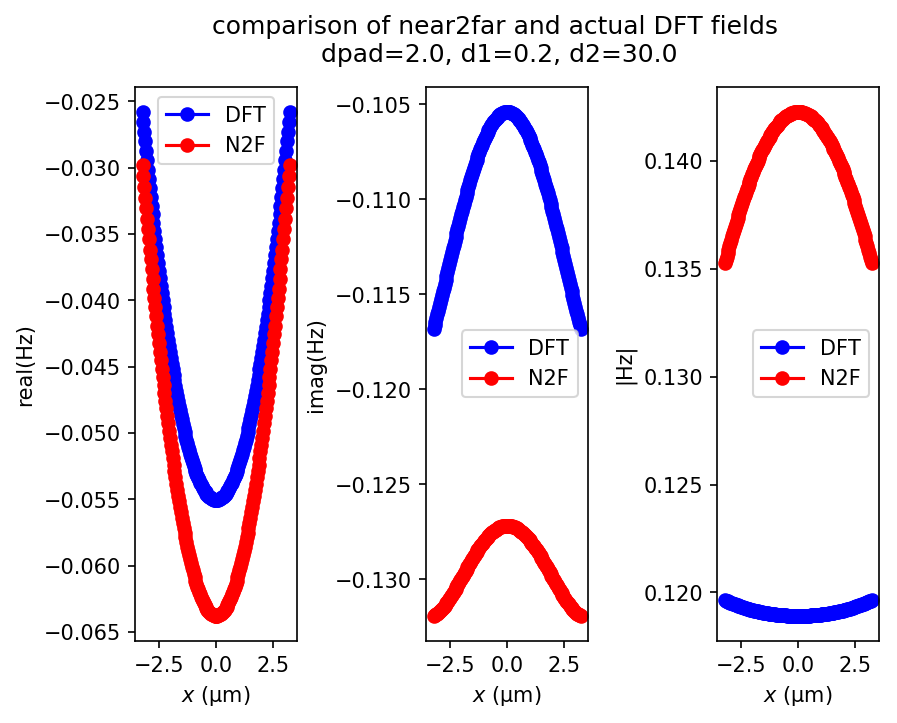 comparison of near2far and actual DFT fields
dpad=2.0, d1=0.2, d2=30.0
real(Hz)
−0.025
−0.030
−0.035
−0.040
−0.045
−0.050
−0.055
−0.060
−0.065
DFT
N2F
−2.5 0.0 2.5
x (μm)
imag(Hz)
−0.105
−0.110
−0.115
−0.120
−0.125
−0.130
DFT
N2F
−2.5 0.0 2.5
x (μm)
|Hz|
0.140
0.135
0.130
0.125
0.120
DFT
N2F
−2.5 0.0 2.5
x (μm)